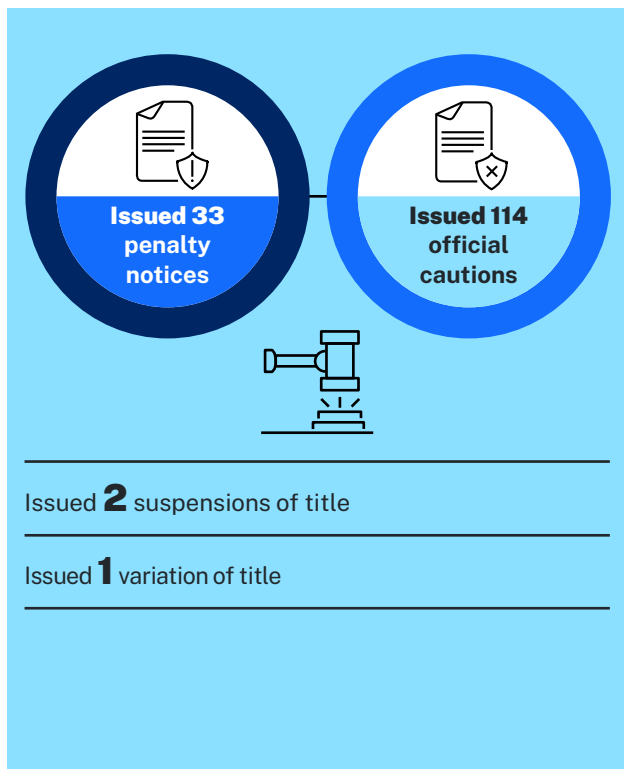 Issued 33
penalty
notices
Issued 114
official
cautions
Issued 2 suspensions of title
Issued 1 variation of title